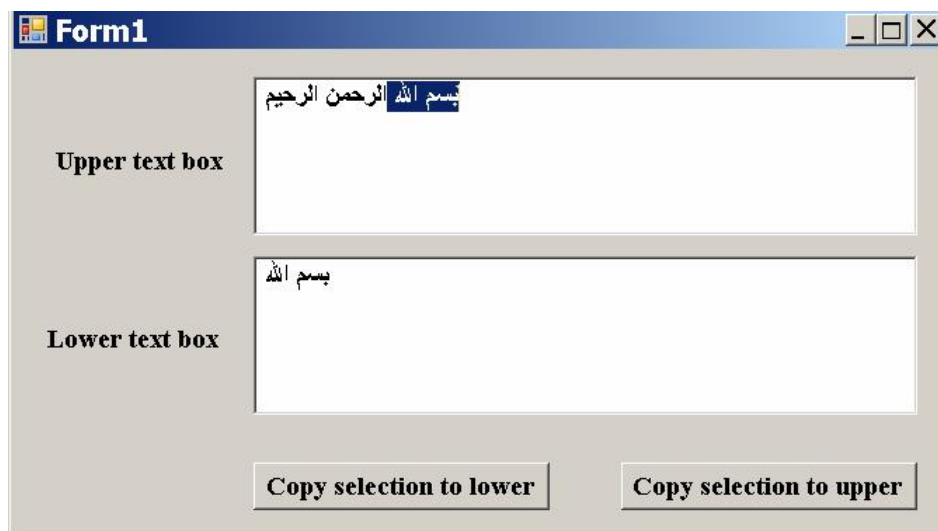 Form1
Upper text box
بسم الله الرحمن الرحيم
Lower text box
بسم الله
Copy selection to lower
Copy selection to upper